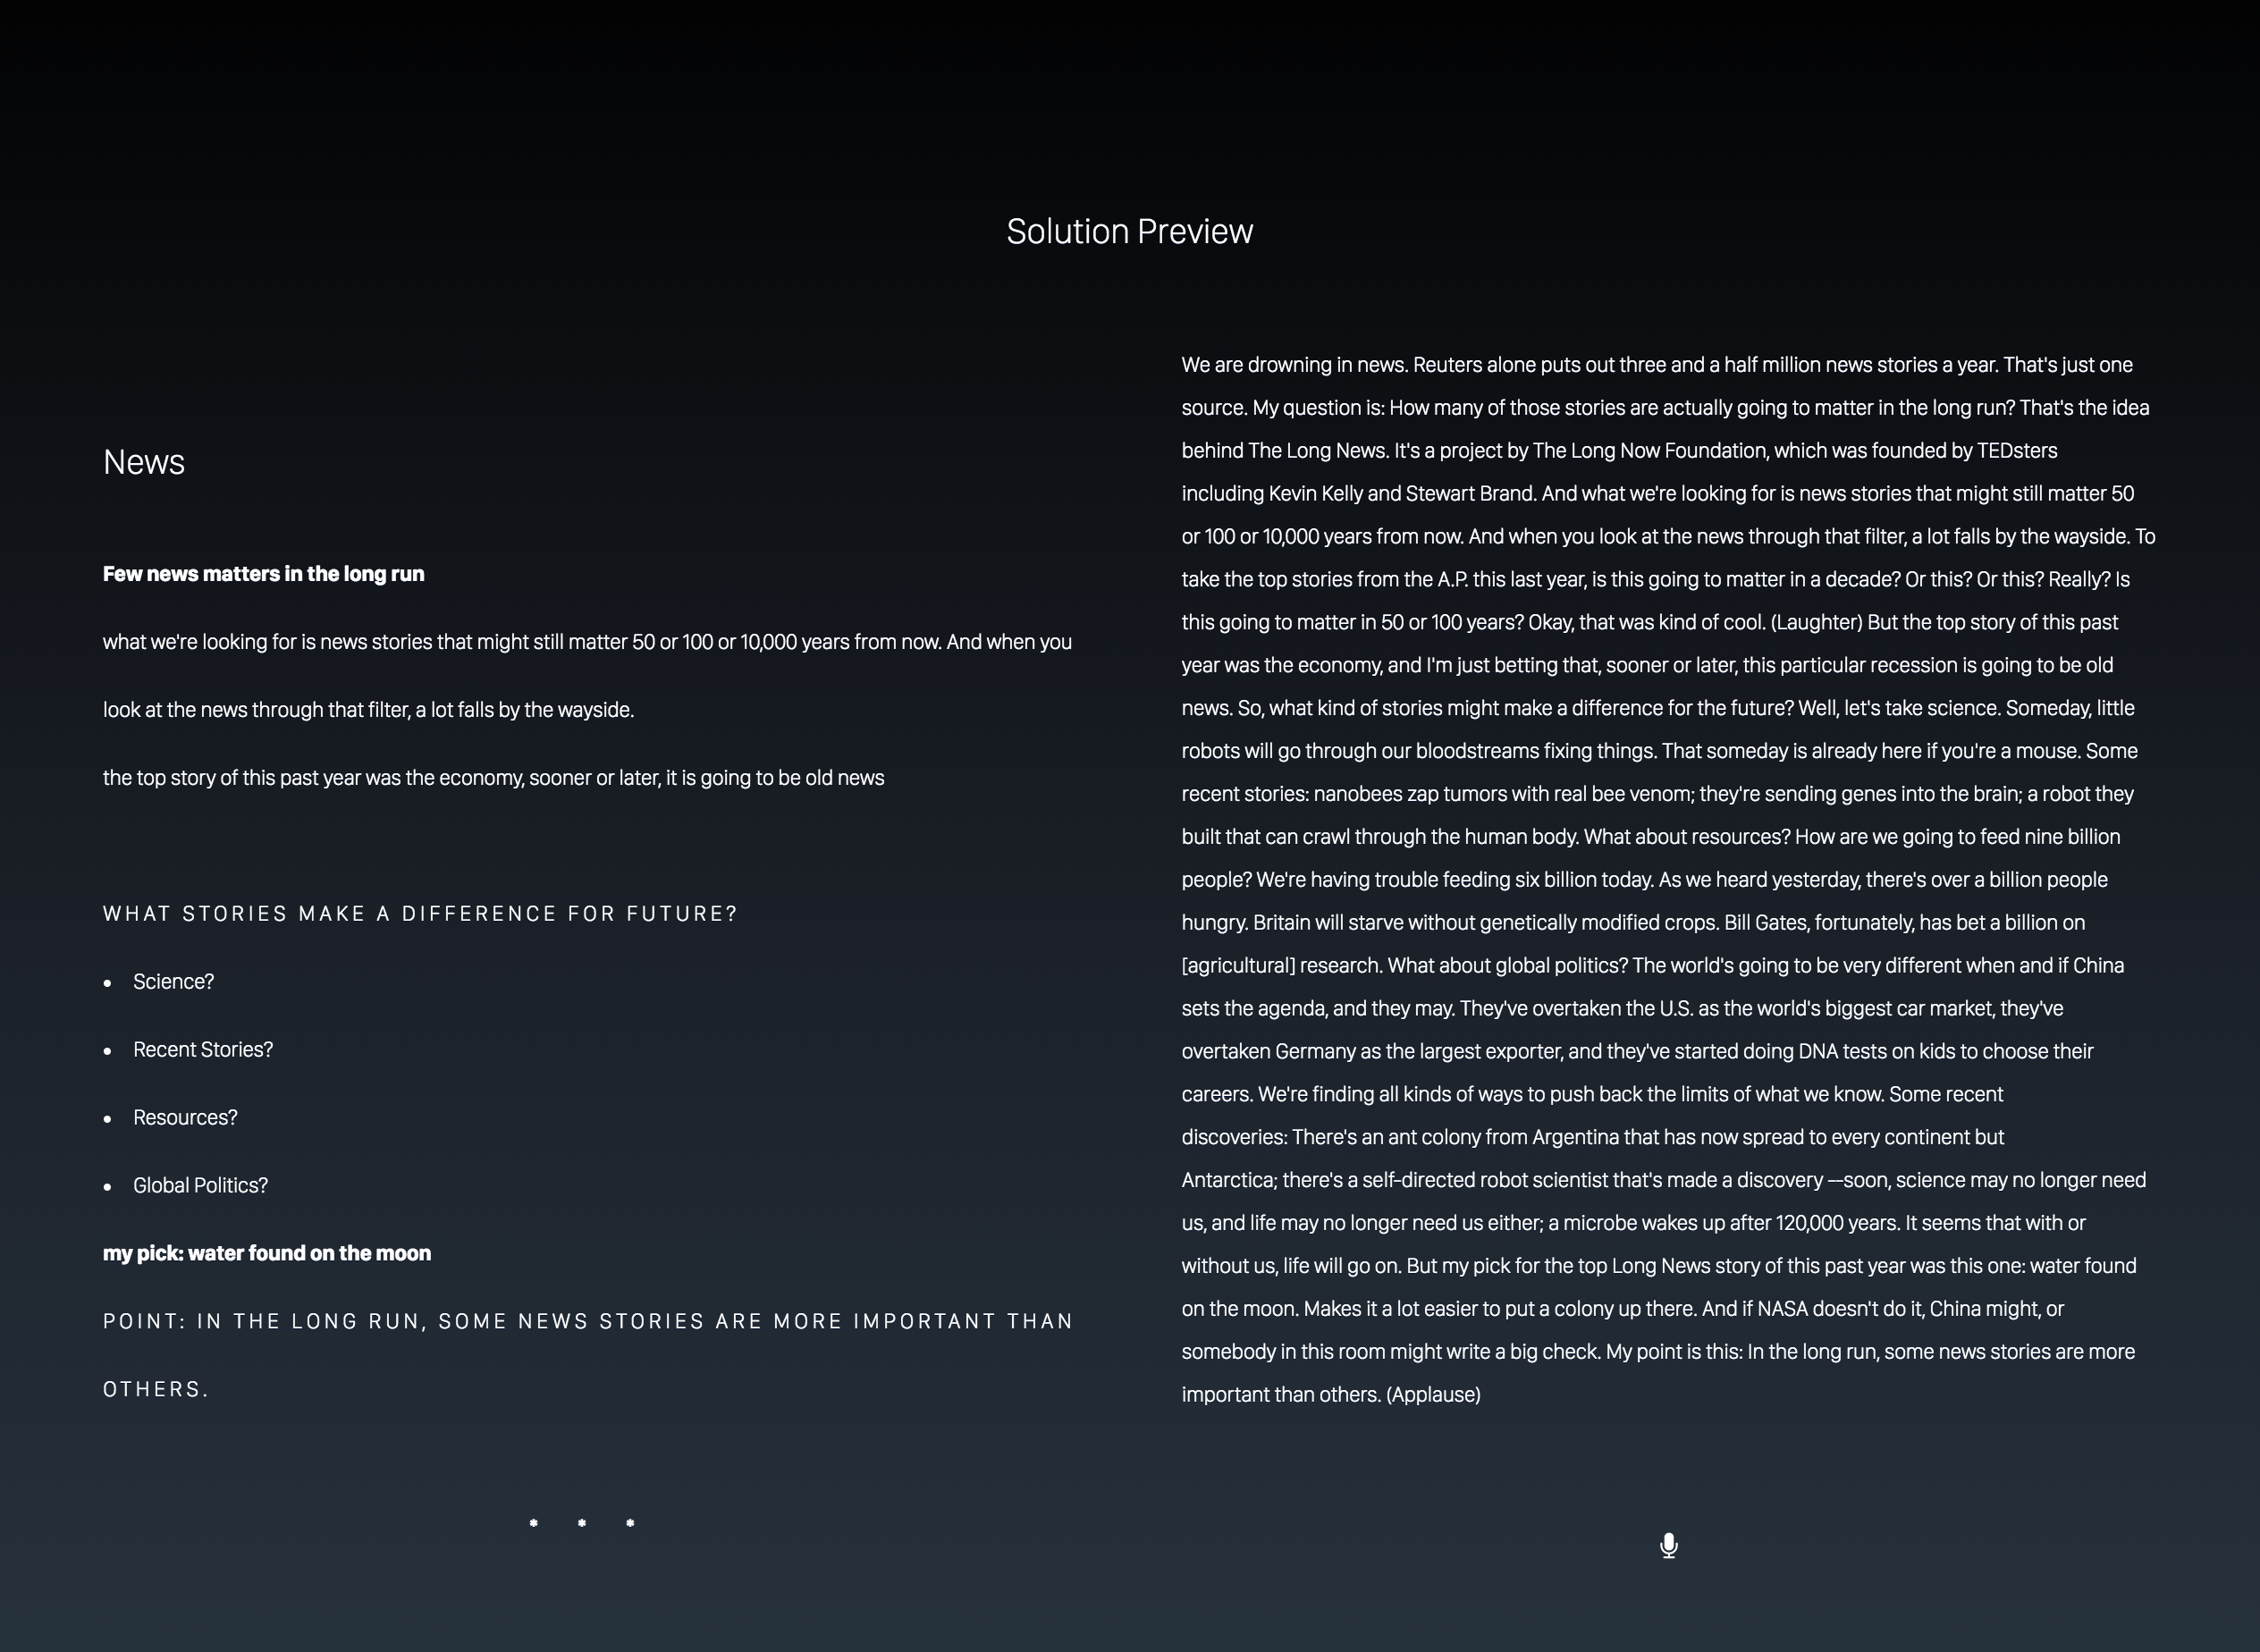 Solution Preview
News
Few news matters in the long run
what we're looking for is news stories that might still matter 50 or 100 or 10,000 years from now. And when you
look at the news through that filter, a lot falls by the wayside.
the top story of this past year was the economy, sooner or later, it is going to be old news
WHAT STORIES MAKE A DIFFERENCE FOR FUTURE?
• Science?
• Recent Stories?
• Resources?
• Global Politics?
my pick: water found on the moon
POINT: IN THE LONG RUN, SOME NEWS STORIES ARE MORE IMPORTANT THAN
OTHERS.
* * *
We are drowning in news. Reuters alone puts out three and a half million news stories a year. That's just one
source. My question is: How many of those stories are actually going to matter in the long run? That's the idea
behind The Long News. It's a project by The Long Now Foundation, which was founded by TEDsters
including Kevin Kelly and Stewart Brand. And what we're looking for is news stories that might still matter 50
or 100 or 10,000 years from now. And when you look at the news through that filter, a lot falls by the wayside. To
take the top stories from the A.P. this last year, is this going to matter in a decade? Or this? Or this? Really? Is
this going to matter in 50 or 100 years? Okay, that was kind of cool. (Laughter) But the top story of this past
year was the economy, and I'm just betting that, sooner or later, this particular recession is going to be old
news. So, what kind of stories might make a difference for the future? Well, let's take science. Someday, little
robots will go through our bloodstreams fixing things. That someday is already here if you're a mouse. Some
recent stories: nanobees zap tumors with real bee venom; they're sending genes into the brain; a robot they
built that can crawl through the human body. What about resources? How are we going to feed nine billion
people? We're having trouble feeding six billion today. As we heard yesterday, there's over a billion people
hungry. Britain will starve without genetically modified crops. Bill Gates, fortunately, has bet a billion on
[agricultural] research. What about global politics? The world's going to be very different when and if China
sets the agenda, and they may. They've overtaken the U.S. as the world's biggest car market, they've
overtaken Germany as the largest exporter, and they've started doing DNA tests on kids to choose their
careers. We're finding all kinds of ways to push back the limits of what we know. Some recent
discoveries: There's an ant colony from Argentina that has now spread to every continent but
Antarctica; there's a self-directed robot scientist that's made a discovery —soon, science may no longer need
us, and life may no longer need us either; a microbe wakes up after 120,000 years. It seems that with or
without us, life will go on. But my pick for the top Long News story of this past year was this one: water found
on the moon. Makes it a lot easier to put a colony up there. And if NASA doesn't do it, China might, or
somebody in this room might write a big check. My point is this: In the long run, some news stories are more
important than others. (Applause)